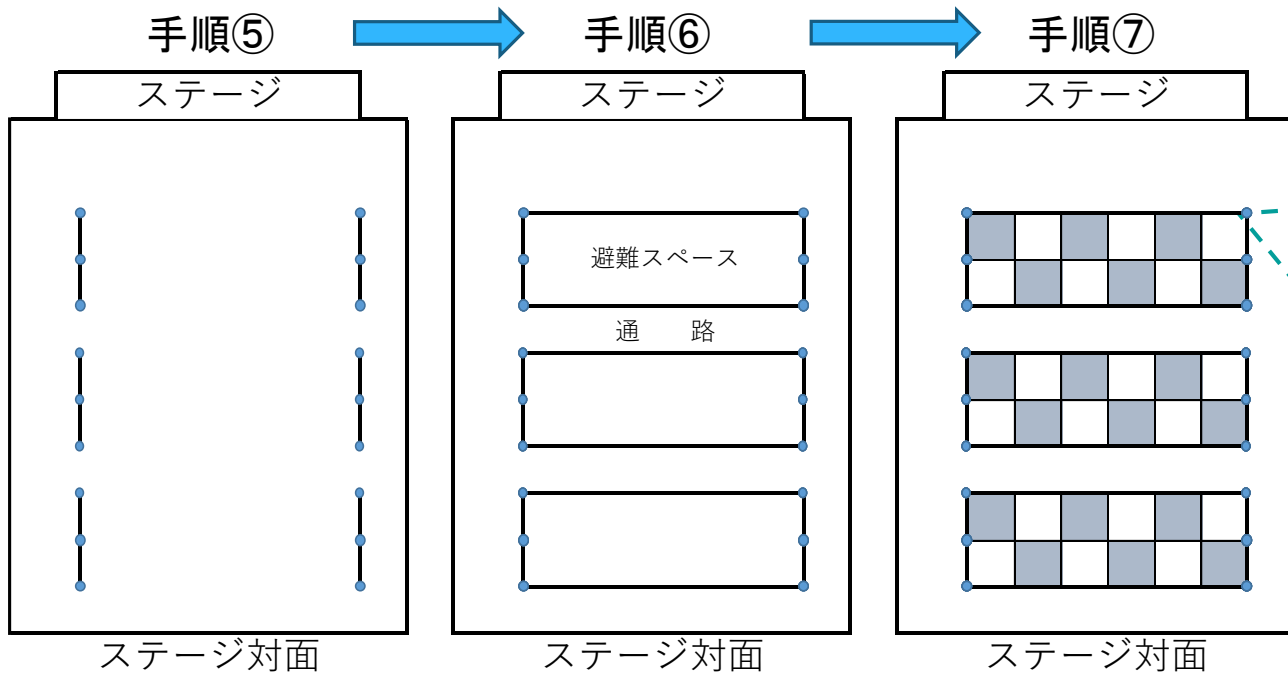 手順⑤
手順⑥
手順⑦
ステージ
ステージ
ステージ
避難スペース
通　路
ステージ対面
ステージ対面
ステージ対面